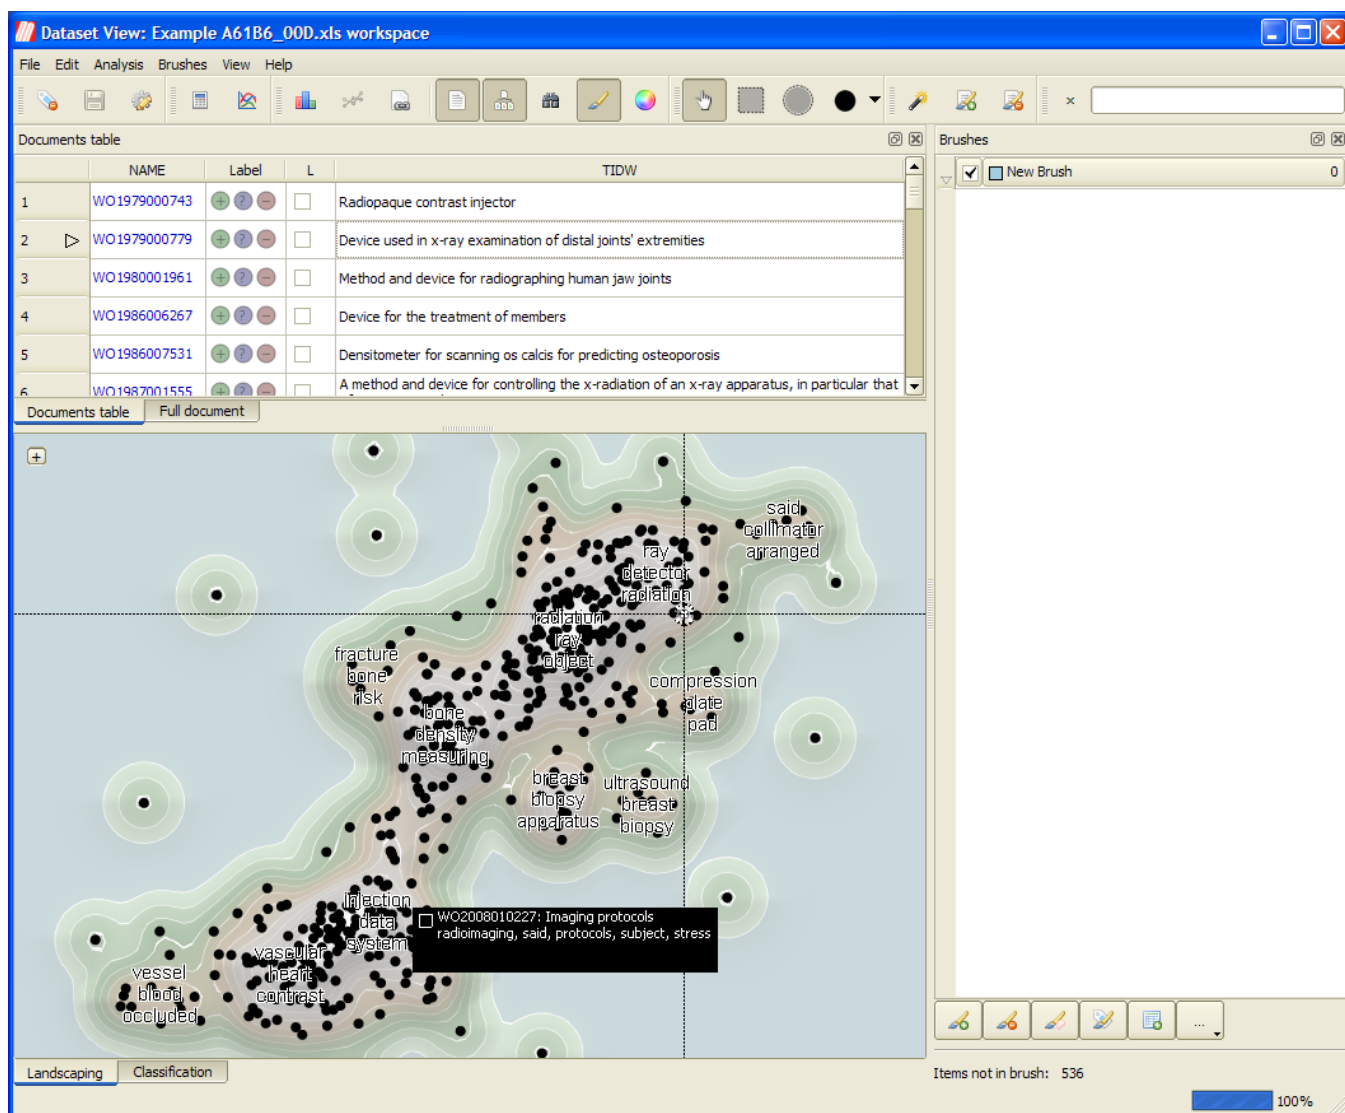 Dataset View: Example A61B6_00D.xls workspace
File Edit Analysis Brushes View Help
Documents table
NAME Label L TIDW
1 WO1979000743 Radiopaque contrast injector
2 WO1979000779 Device used in x-ray examination of distal joints' extremities
3 WO1980001961 Method and device for radiographing human jaw joints
4 WO1986006267 Device for the treatment of members
5 WO1986007531 Densitometer for scanning os calcis for predicting osteoporosis
6 WO1987001555 A method and device for controlling the x-radiation of an x-ray apparatus, in particular that
Documents table Full document
Brushes
New Brush 0
said
collimator
arranged
ray
detector
radiation
radiation
ray
object
fracture
bone
risk
compression
plate
pad
bone
density
measuring
breast
biopsy
apparatus
ultrasound
breast
biopsy
injection
data
system
WO2008010227: Imaging protocols
radioimaging, said, protocols, subject, stress
vascular
heart
contrast
vessel
blood
occluded
Landscaping Classification
...
Items not in brush: 536
100%